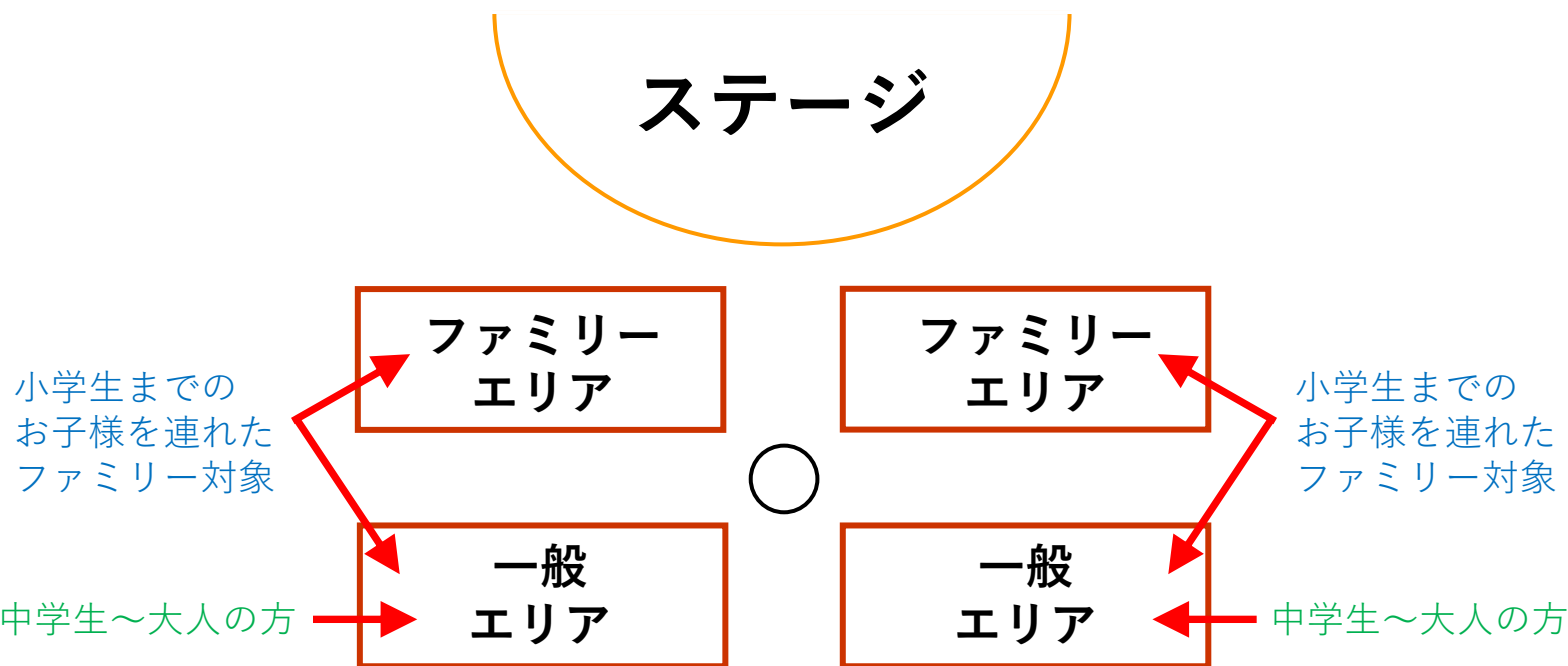 ステージ
ファミリー
エリア
ファミリー
エリア
小学生までの
お子様を連れた
ファミリー対象
小学生までの
お子様を連れた
ファミリー対象
一般
エリア
一般
エリア
中学生～大人の方
中学生～大人の方